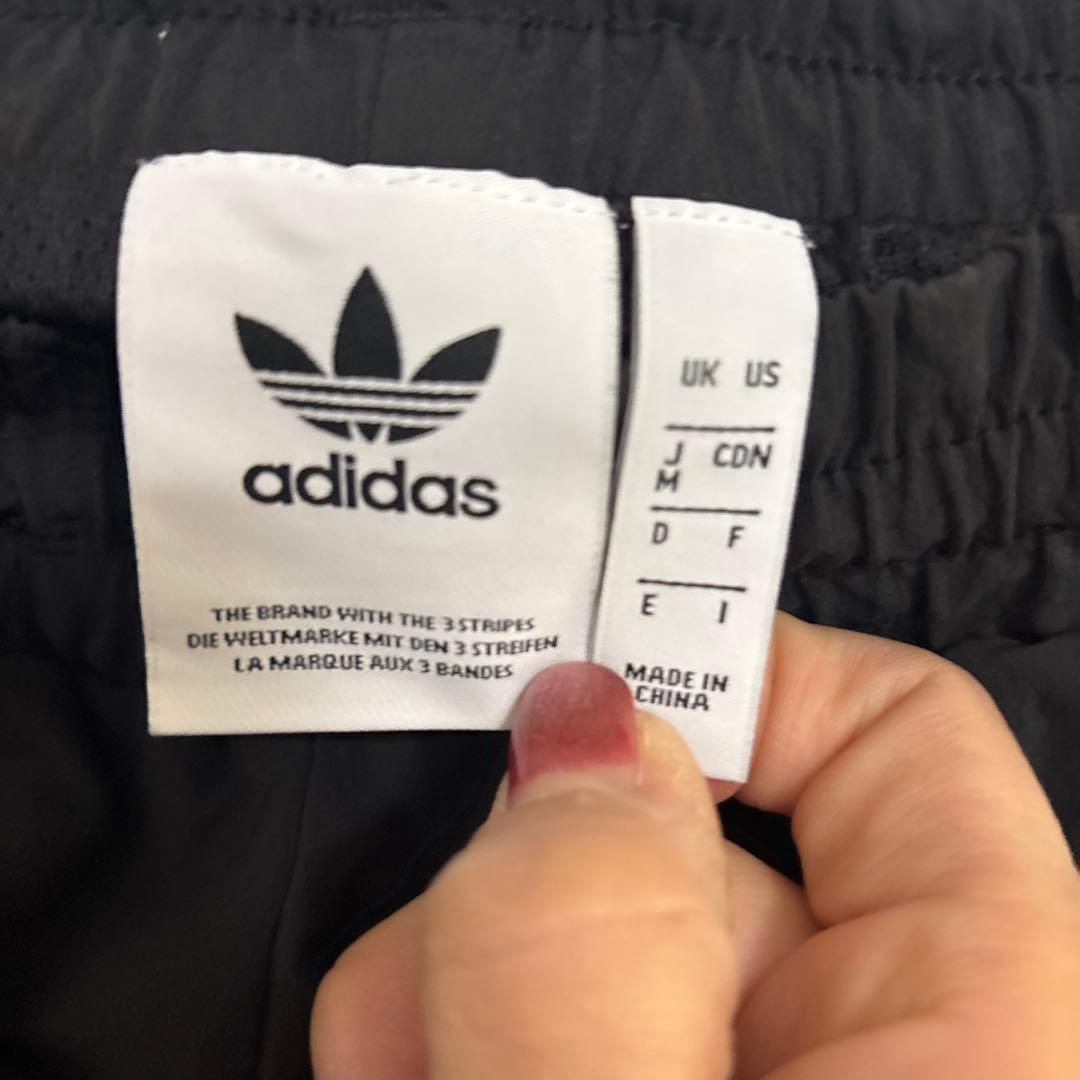 adidas
THE BRAND WITH THE 3 STRIPES
DIE WELTMARKE MIT DEN 3 STREIFEN
LA MARQUE AUX 3 BANDES
UK US
J CDN
M
D F
E I
MADE IN
CHINA